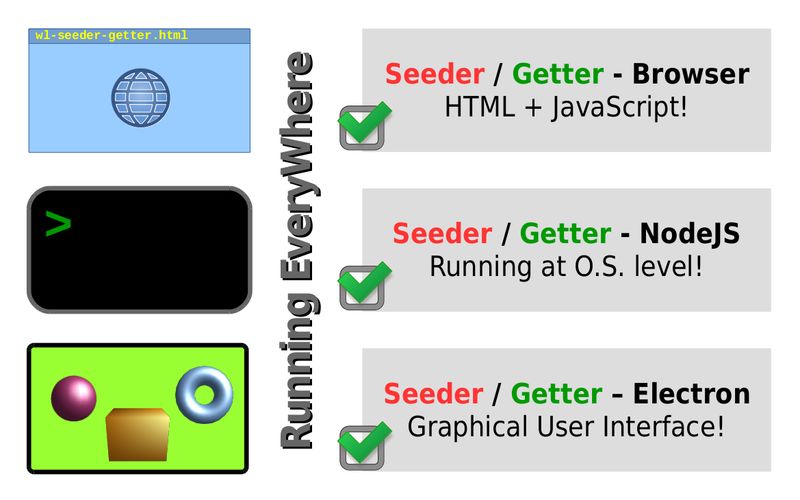 wl-seeder-getter.html
Running EveryWhere
Seeder / Getter - Browser
HTML + JavaScript!
>
Seeder / Getter - NodeJS
Running at O.S. level!
Seeder / Getter – Electron
Graphical User Interface!